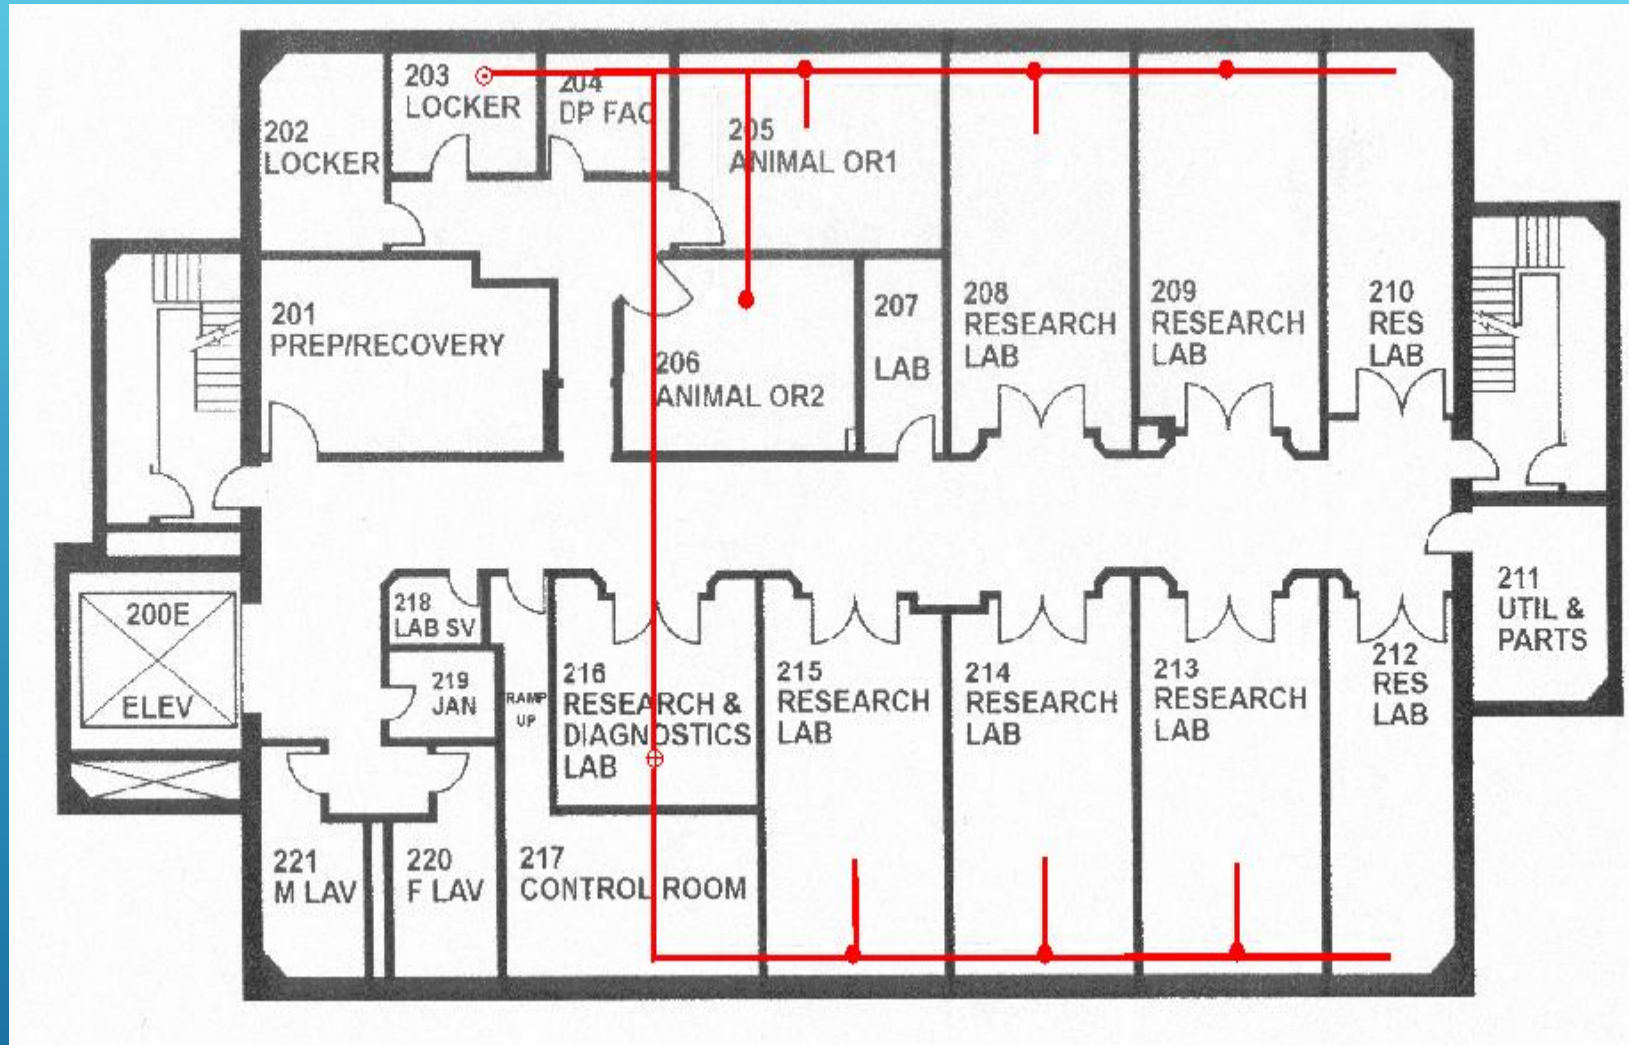 203
LOCKER
204
DP FAC
202
LOCKER
205
ANIMAL OR1
201
PREP/RECOVERY
206
ANIMAL OR2
207
LAB
208
RESEARCH
LAB
209
RESEARCH
LAB
210
RES
LAB
211
UTIL &
PARTS
200E
ELEV
218
LAB SV
219
JAN
RAMP
UP
216
RESEARCH &
DIAGNOSTICS
LAB
215
RESEARCH
LAB
214
RESEARCH
LAB
213
RESEARCH
LAB
212
RES
LAB
221
M LAV
220
F LAV
217
CONTROL ROOM